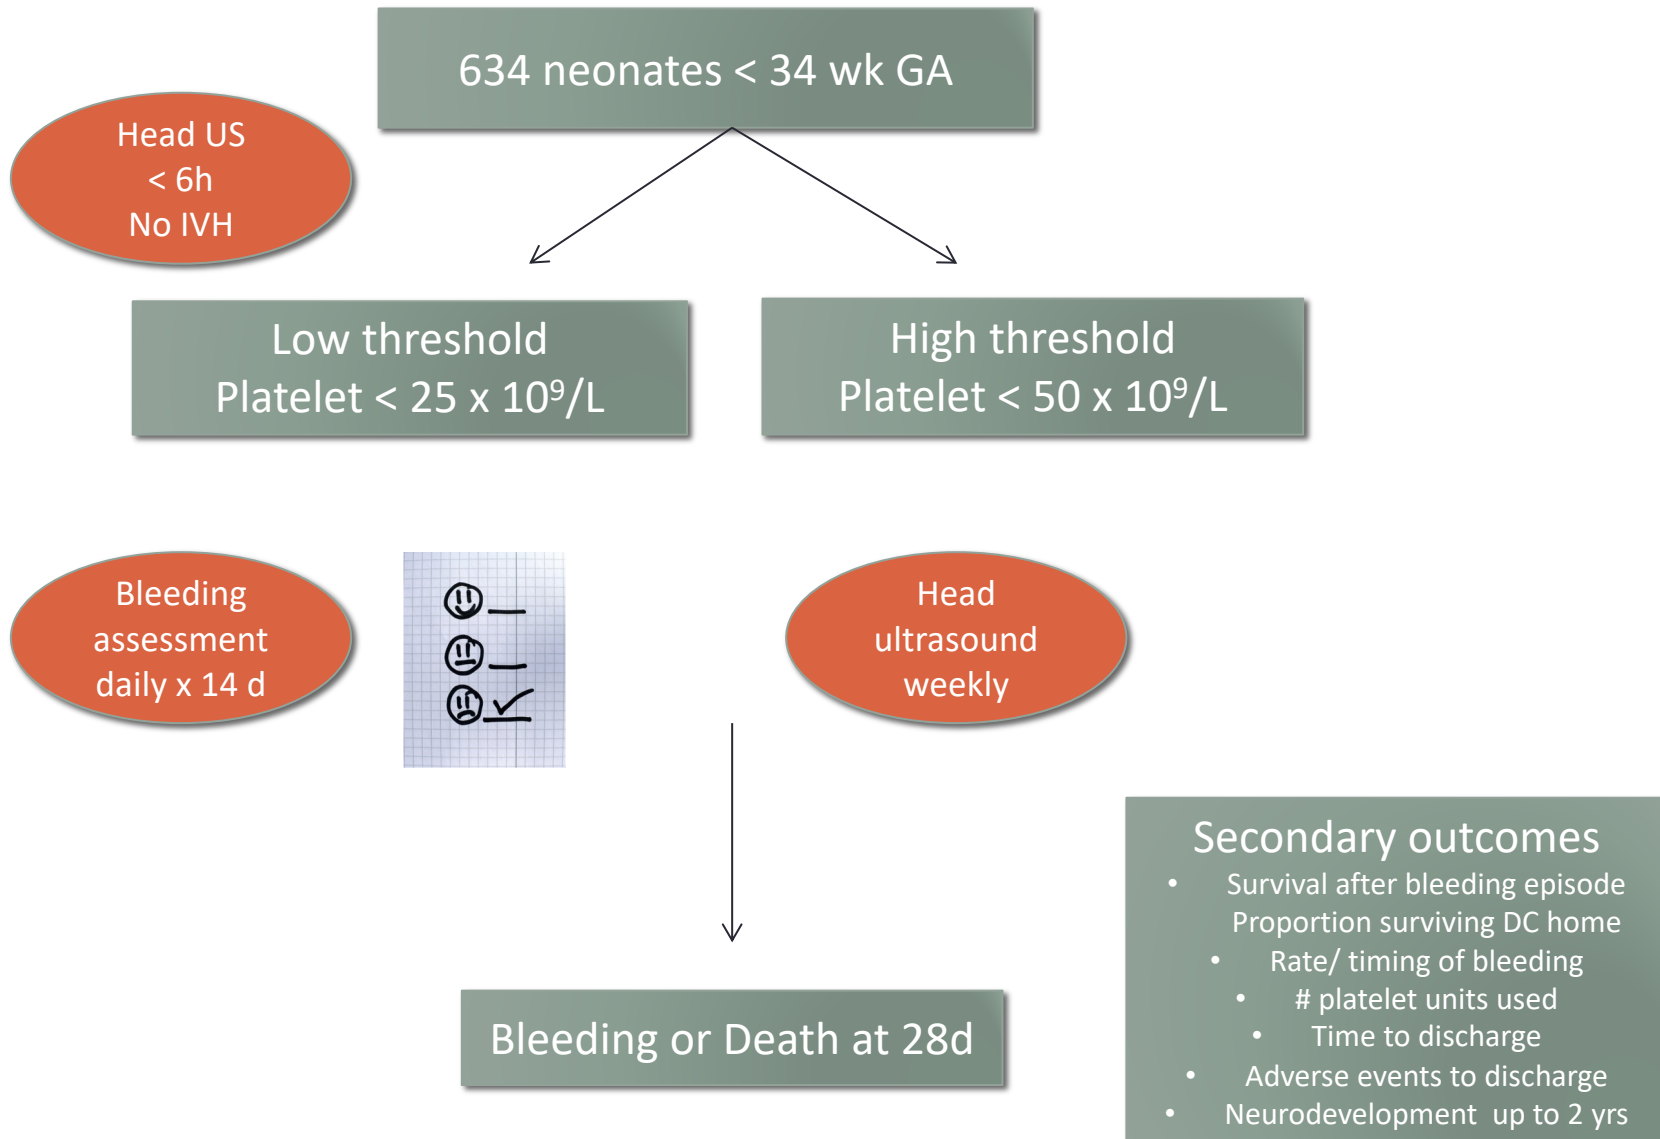 634 neonates < 34 wk GA
Head US
< 6h
No IVH
Low threshold
Platelet < 25 x 10⁹/L
High threshold
Platelet < 50 x 10⁹/L
Bleeding
assessment
daily x 14 d
Head
ultrasound
weekly
Bleeding or Death at 28d
Secondary outcomes
• Survival after bleeding episode
Proportion surviving DC home
• Rate/ timing of bleeding
• # platelet units used
• Time to discharge
• Adverse events to discharge
• Neurodevelopment up to 2 yrs